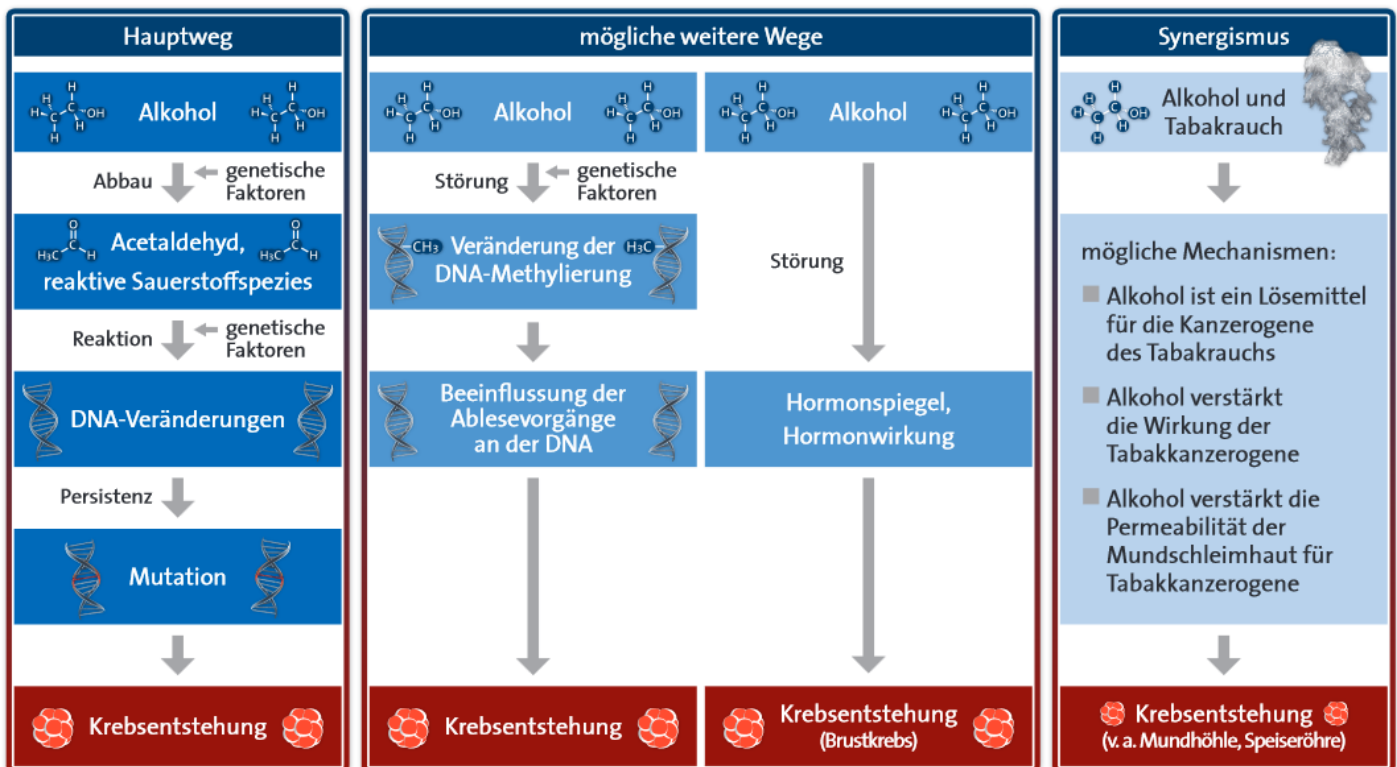 Hauptweg
Alkohol
Abbau
genetische
Faktoren
Acetaldehyd,
reaktive Sauerstoffspezies
Reaktion
genetische
Faktoren
DNA-Veränderungen
Persistenz
Mutation
Krebsentstehung
mögliche weitere Wege
Alkohol
Störung
genetische
Faktoren
CH₃
Veränderung der
DNA-Methylierung
H₃C
Beeinflussung der
Ablesevorgänge
an der DNA
Krebsentstehung
Alkohol
Störung
Hormonspiegel,
Hormonwirkung
Krebsentstehung
(Brustkrebs)
Synergismus
Alkohol und
Tabakrauch
mögliche Mechanismen:
Alkohol ist ein Lösemittel
für die Kanzerogene
des Tabakrauchs
Alkohol verstärkt
die Wirkung der
Tabakkanzerogene
Alkohol verstärkt die
Permeabilität der
Mundschleimhaut für
Tabakkanzerogene
Krebsentstehung
(v. a. Mundhöhle, Speiseröhre)